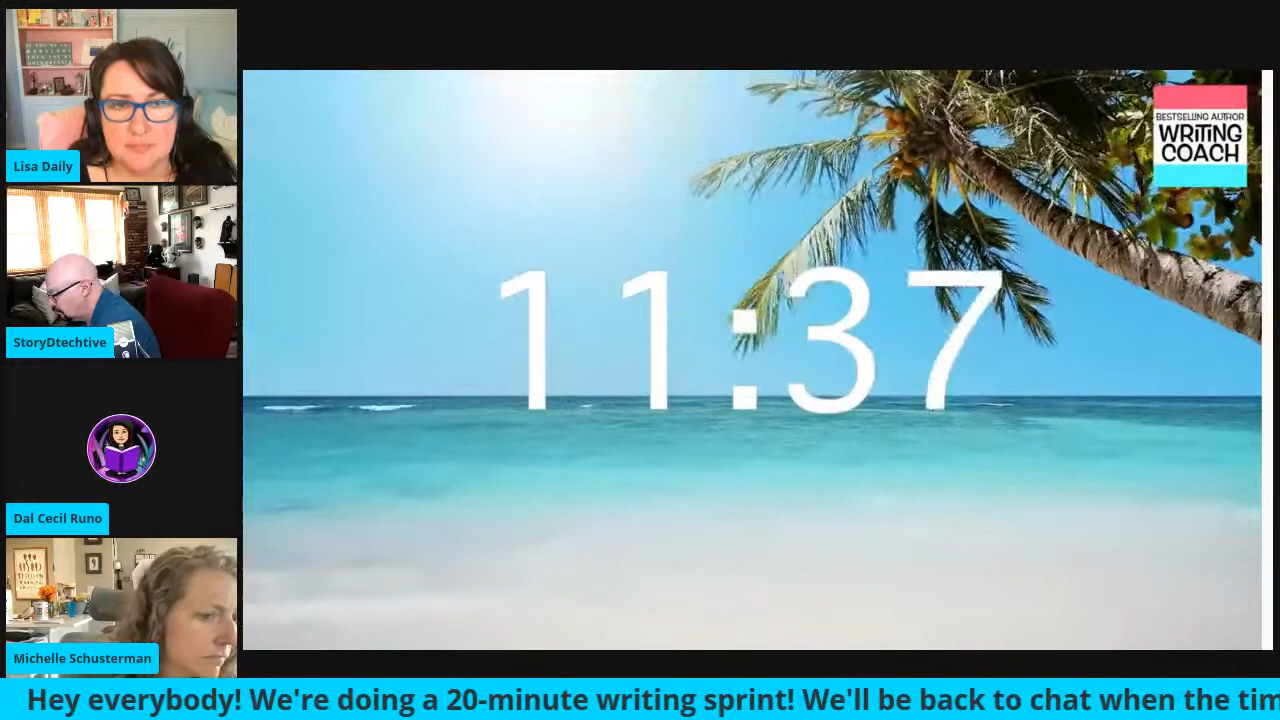 Lisa Daily
StoryDtechtive
Dal Cecil Runo
Michelle Schusterman
BESTSELLING AUTHOR
WRITING
COACH
11:37
Hey everybody! We're doing a 20-minute writing sprint! We'll be back to chat when the tim